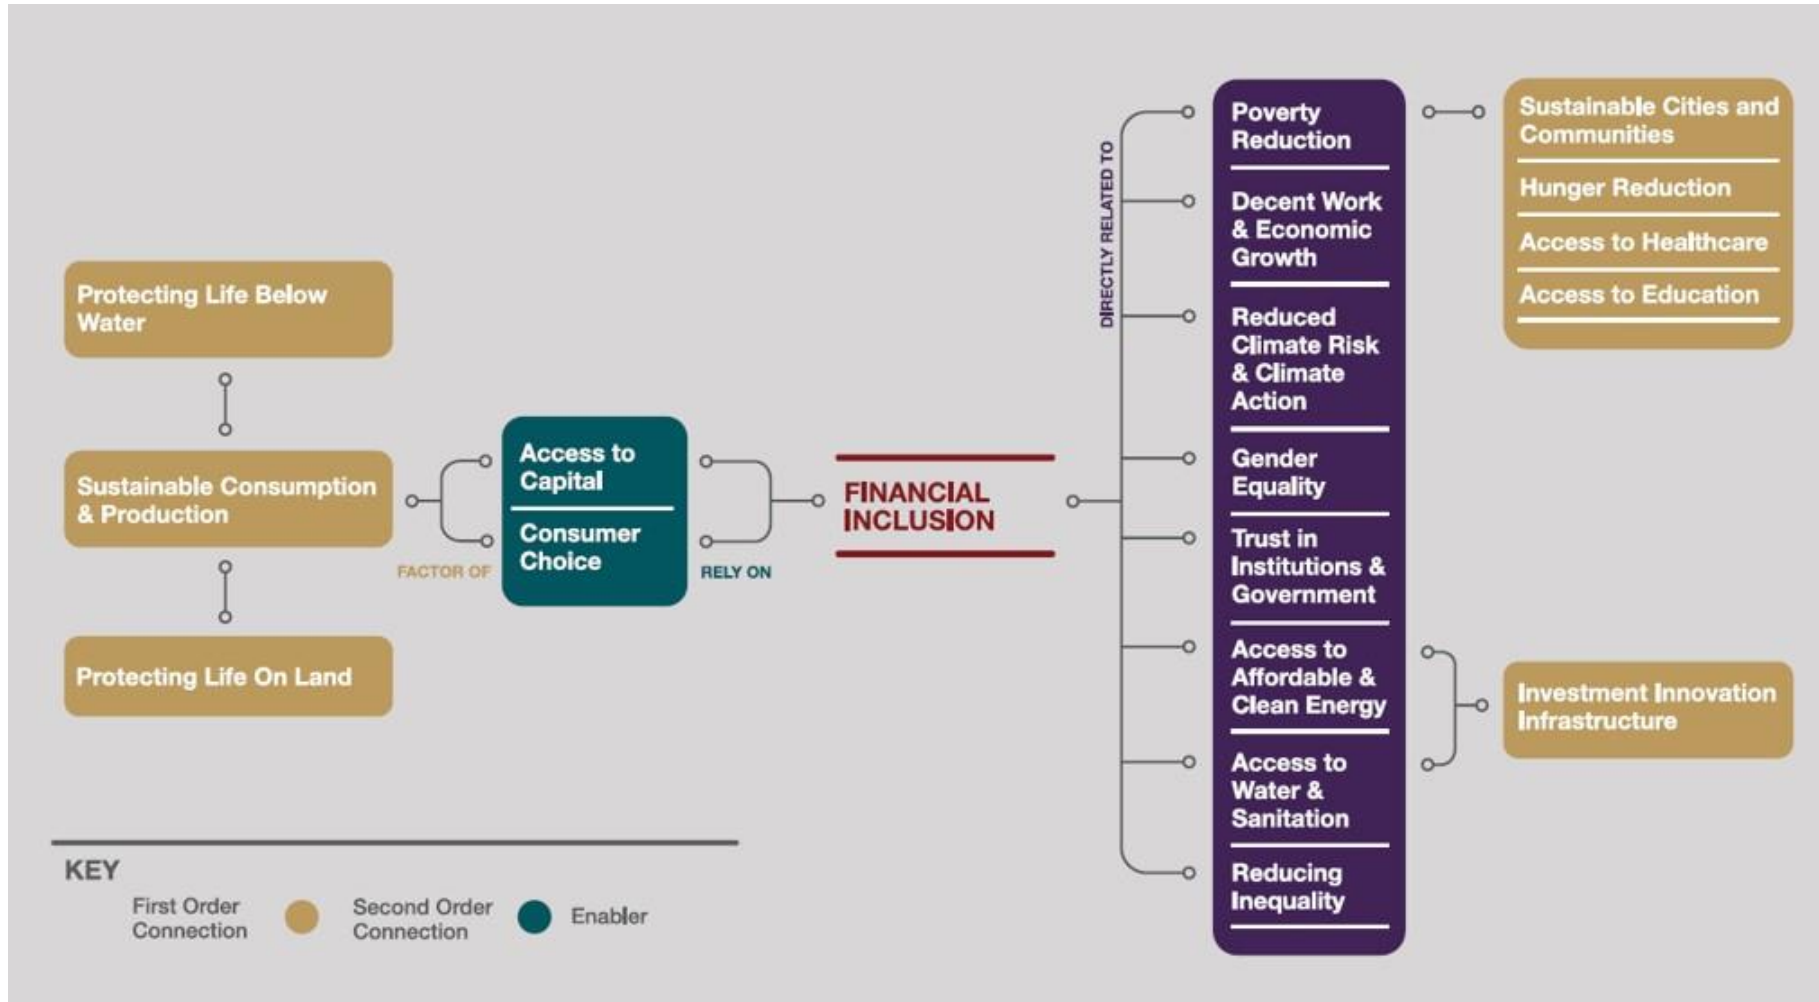 Protecting Life Below
Water
Sustainable Consumption
& Production
Protecting Life On Land
FACTOR OF
Access to
Capital
Consumer
Choice
RELY ON
FINANCIAL
INCLUSION
DIRECTLY RELATED TO
Poverty
Reduction
Decent Work
& Economic
Growth
Reduced
Climate Risk
& Climate
Action
Gender
Equality
Trust in
Institutions &
Government
Access to
Affordable &
Clean Energy
Access to
Water &
Sanitation
Reducing
Inequality
Sustainable Cities and
Communities
Hunger Reduction
Access to Healthcare
Access to Education
Investment Innovation
Infrastructure
KEY
First Order
Connection
Second Order
Connection
Enabler